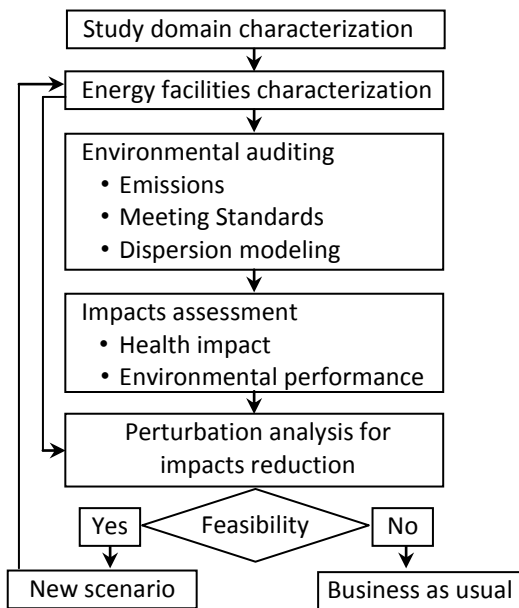 Study domain characterization
Energy facilities characterization
Environmental auditing
• Emissions
• Meeting Standards
• Dispersion modeling
Impacts assessment
• Health impact
• Environmental performance
Perturbation analysis for
impacts reduction
Yes
Feasibility
No
New scenario
Business as usual